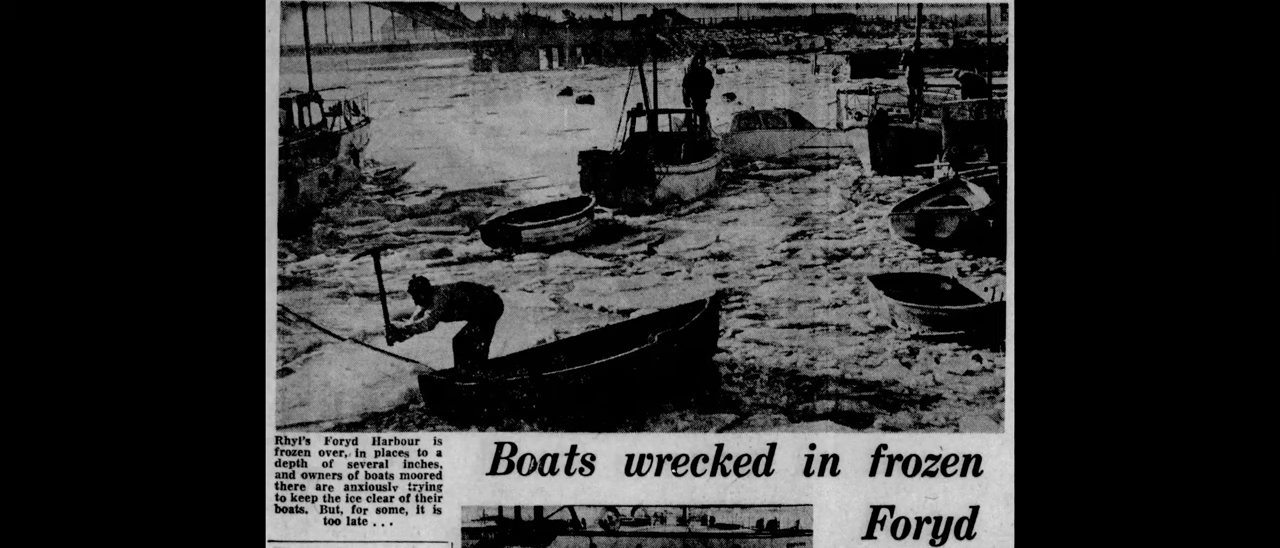 Rhyl's Foryd Harbour is
frozen over, in places to a
depth of several inches,
and owners of boats moored
there are anxiously trying
to keep the ice clear of their
boats. But, for some, it is
too late . . .
Boats wrecked in frozen
Foryd